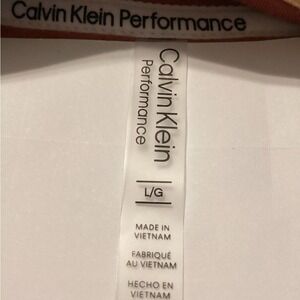 Calvin Klein Performance
Calvin Klein
Performance
L/G
MADE IN
VIETNAM
FABRIQUÉ
AU VIETNAM
HECHO EN
VIETNAM